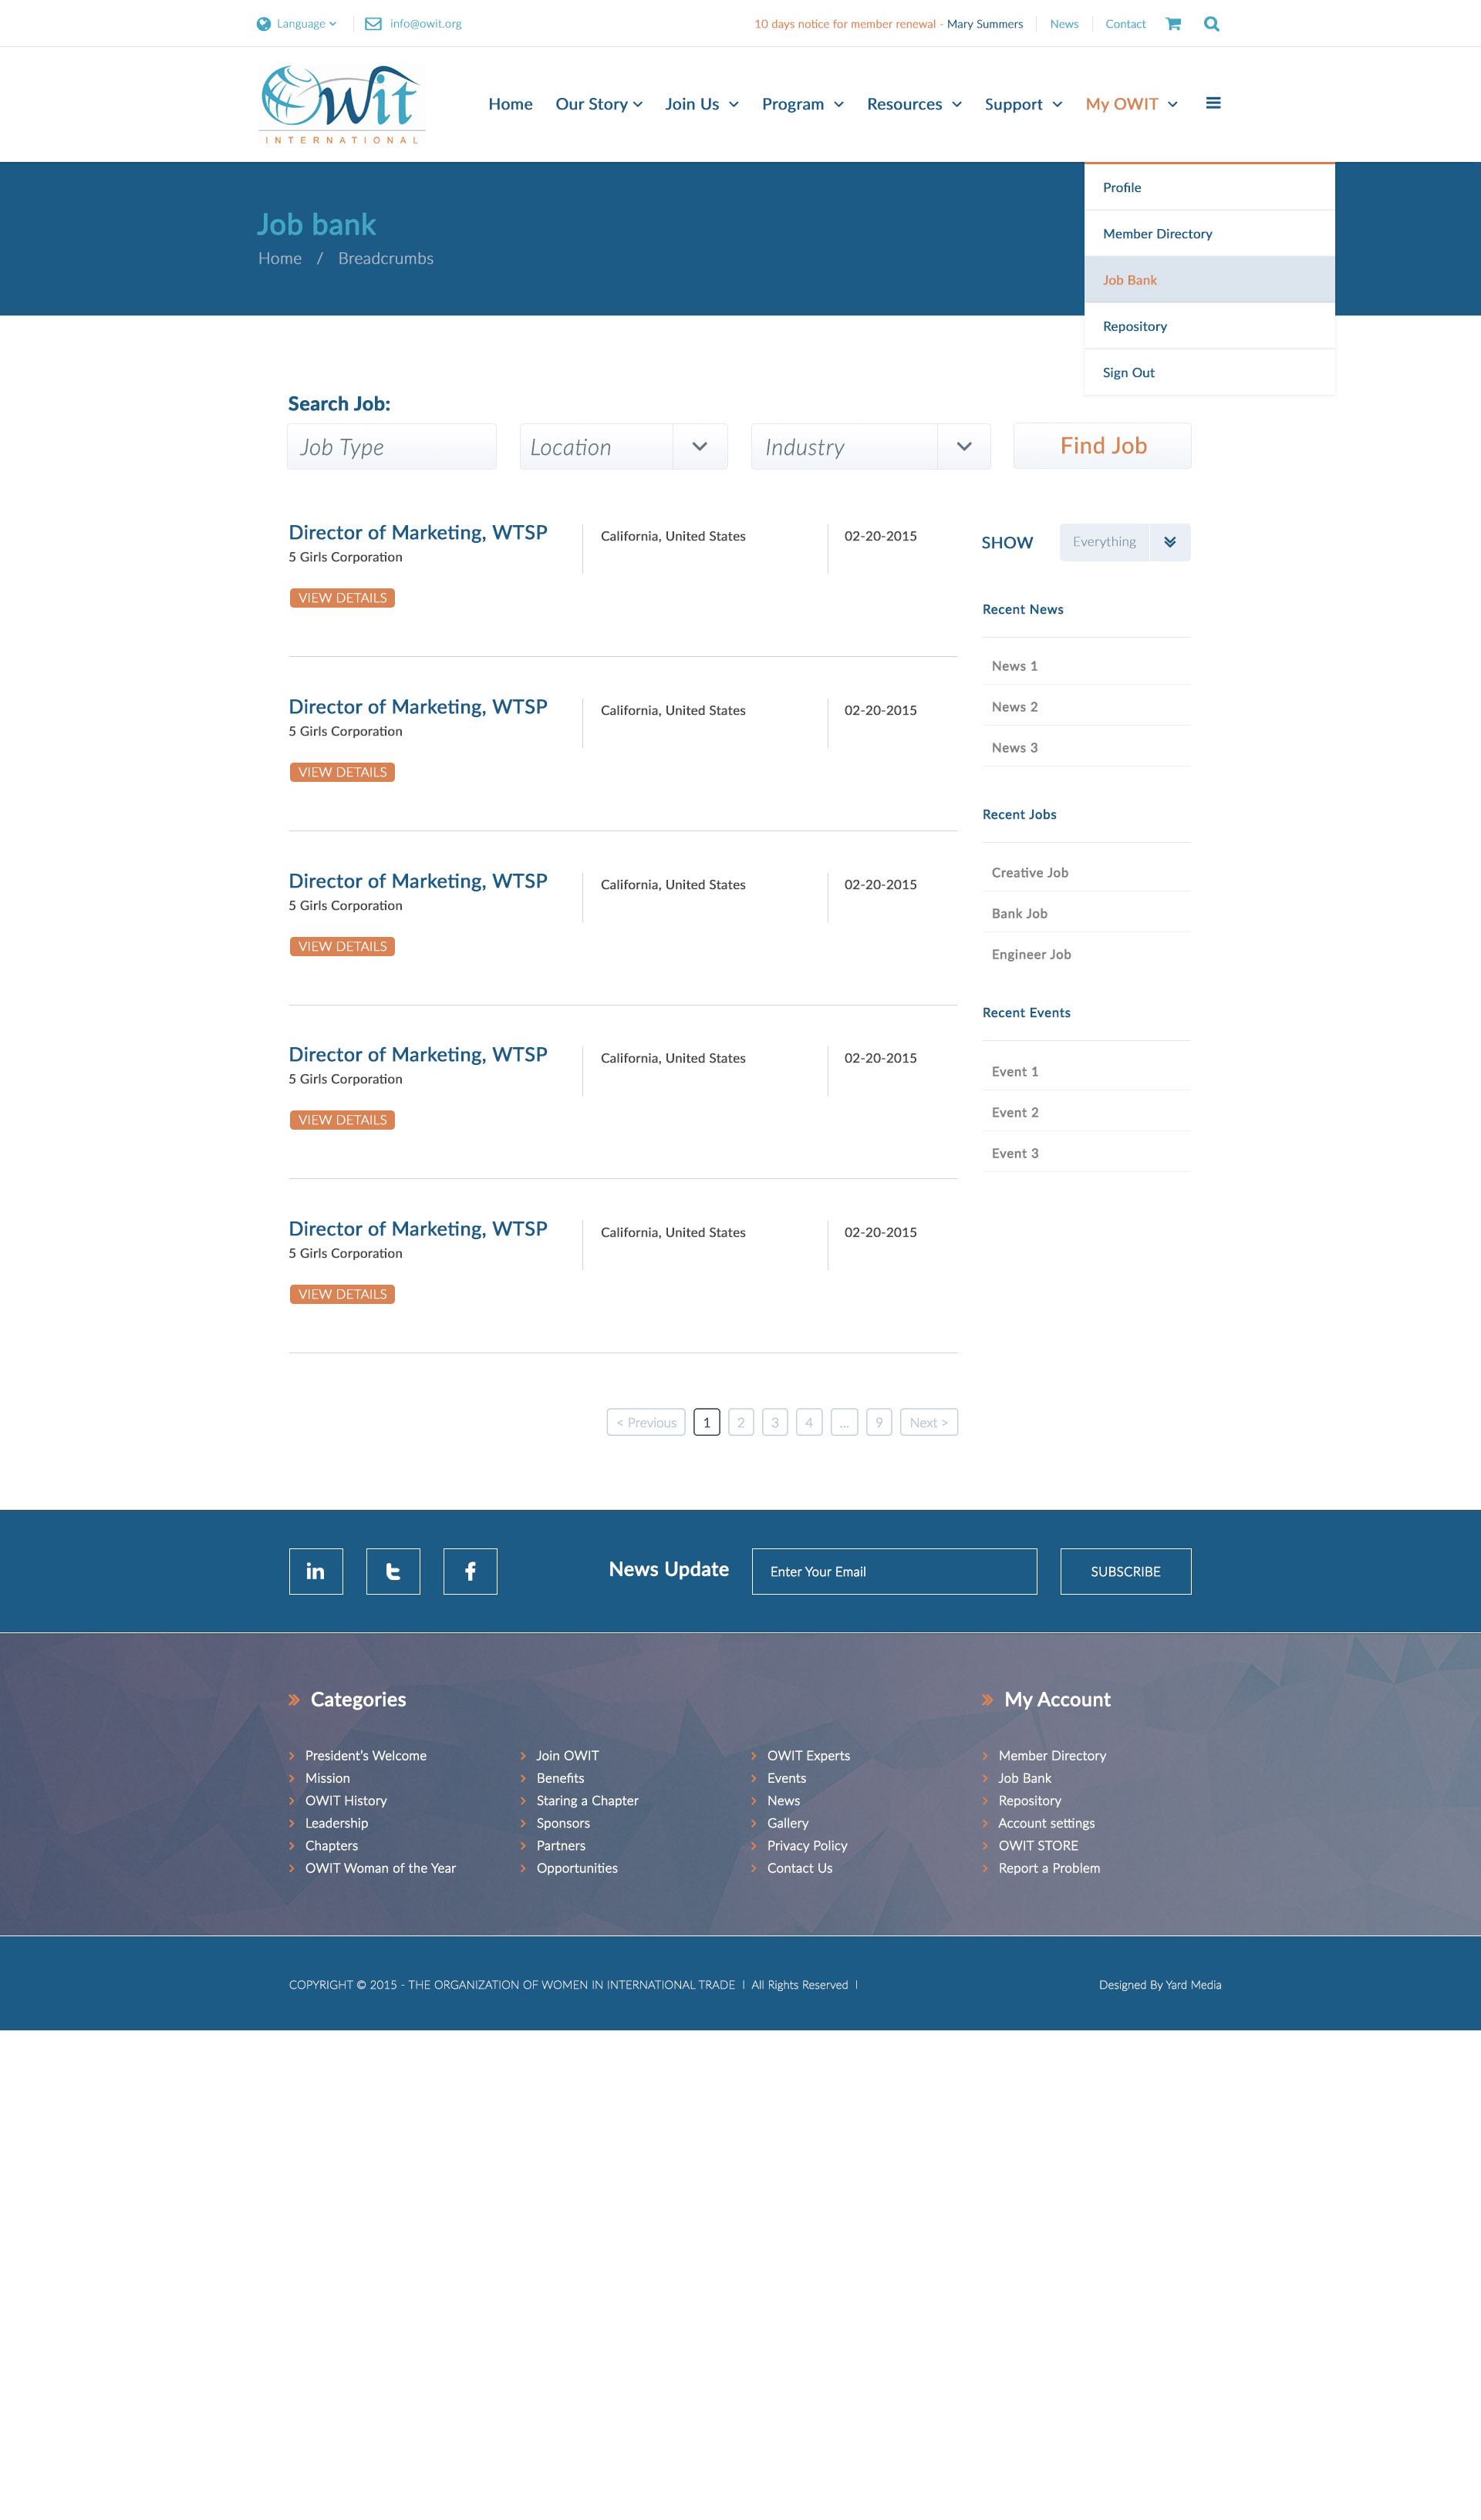 Language
info@owit.org
10 days notice for member renewal - Mary Summers
News
Contact
Owit
INTERNATIONAL
Home
Our Story
Join Us
Program
Resources
Support
My OWIT
Profile
Member Directory
Job Bank
Repository
Sign Out
Job bank
Home / Breadcrumbs
Search Job:
Job Type
Location
Industry
Find Job
Director of Marketing, WTSP
5 Girls Corporation
California, United States
02-20-2015
VIEW DETAILS
Director of Marketing, WTSP
5 Girls Corporation
California, United States
02-20-2015
VIEW DETAILS
Director of Marketing, WTSP
5 Girls Corporation
California, United States
02-20-2015
VIEW DETAILS
Director of Marketing, WTSP
5 Girls Corporation
California, United States
02-20-2015
VIEW DETAILS
Director of Marketing, WTSP
5 Girls Corporation
California, United States
02-20-2015
VIEW DETAILS
SHOW
Everything
Recent News
News 1
News 2
News 3
Recent Jobs
Creative Job
Bank Job
Engineer Job
Recent Events
Event 1
Event 2
Event 3
< Previous 1 2 3 4 ... 9 Next >
News Update
Enter Your Email
SUBSCRIBE
Categories
President's Welcome
Mission
OWIT History
Leadership
Chapters
OWIT Woman of the Year
Join OWIT
Benefits
Staring a Chapter
Sponsors
Partners
Opportunities
OWIT Experts
Events
News
Gallery
Privacy Policy
Contact Us
My Account
Member Directory
Job Bank
Repository
Account settings
OWIT STORE
Report a Problem
COPYRIGHT © 2015 - THE ORGANIZATION OF WOMEN IN INTERNATIONAL TRADE | All Rights Reserved |
Designed By Yard Media